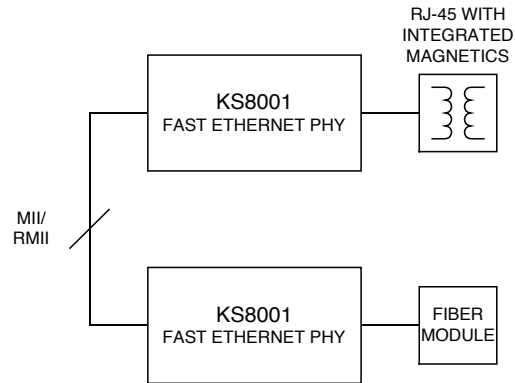 RJ-45 WITH
INTEGRATED
MAGNETICS
KS8001
FAST ETHERNET PHY
MII/
RMII
KS8001
FAST ETHERNET PHY
FIBER
MODULE